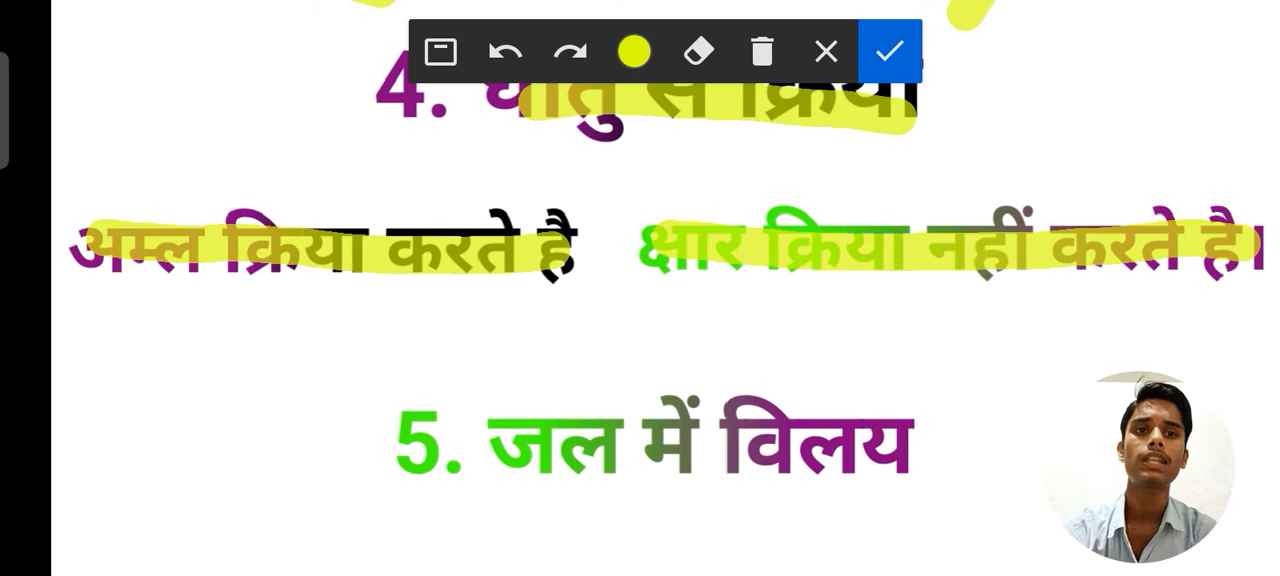 4. धातु से क्रिया
अम्ल क्रिया करते है क्षार क्रिया नहीं करते है।
5. जल में विलय